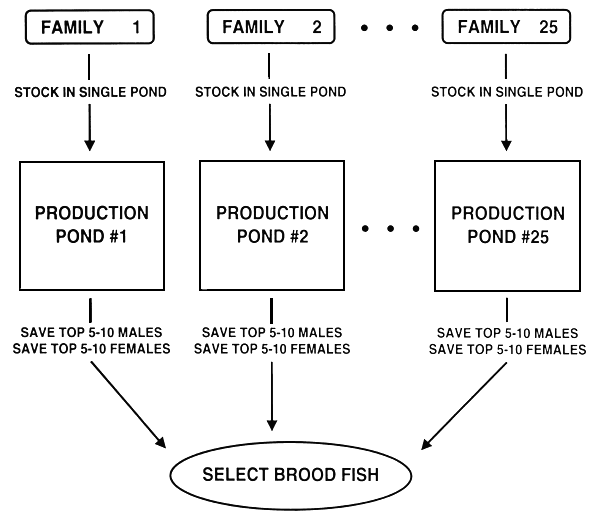 FAMILY 1
FAMILY 2
• • •
FAMILY 25
STOCK IN SINGLE POND
STOCK IN SINGLE POND
STOCK IN SINGLE POND
PRODUCTION
POND #1
PRODUCTION
POND #2
• • •
PRODUCTION
POND #25
SAVE TOP 5-10 MALES
SAVE TOP 5-10 FEMALES
SAVE TOP 5-10 MALES
SAVE TOP 5-10 FEMALES
SAVE TOP 5-10 MALES
SAVE TOP 5-10 FEMALES
SELECT BROOD FISH